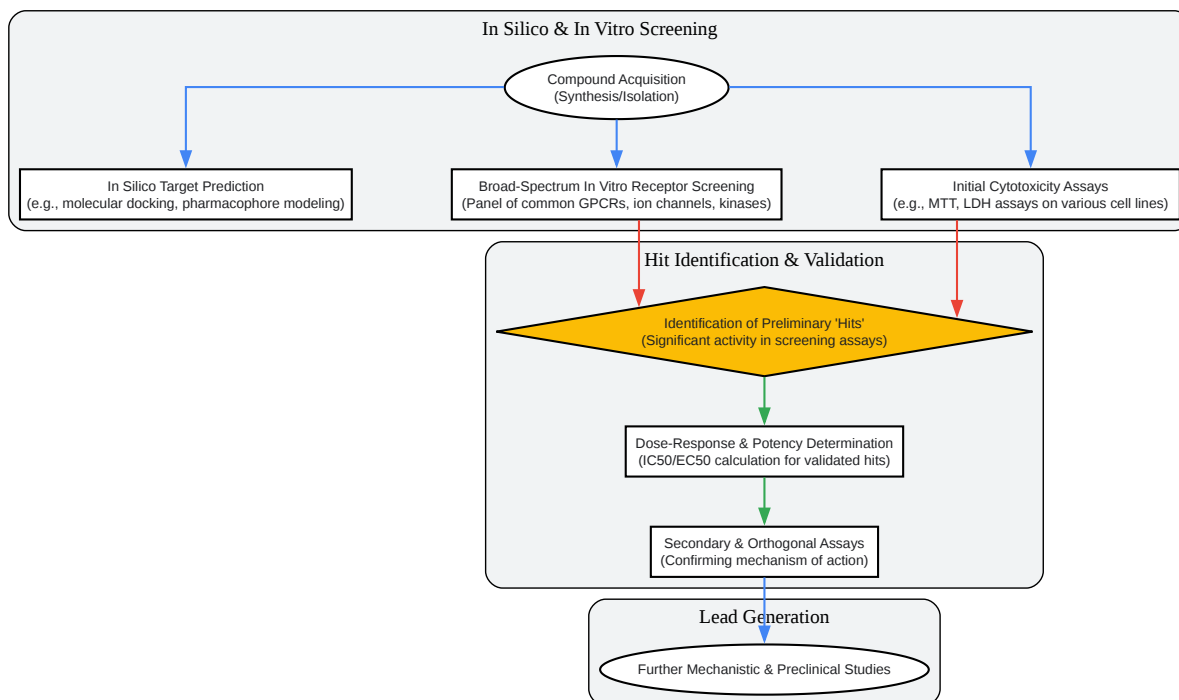 In Silico & In Vitro Screening
Compound Acquisition
(Synthesis/Isolation)
In Silico Target Prediction
(e.g., molecular docking, pharmacophore modeling)
Broad-Spectrum In Vitro Receptor Screening
(Panel of common GPCRs, ion channels, kinases)
Initial Cytotoxicity Assays
(e.g., MTT, LDH assays on various cell lines)
Hit Identification & Validation
Identification of Preliminary 'Hits'
(Significant activity in screening assays)
Dose-Response & Potency Determination
(IC50/EC50 calculation for validated hits)
Secondary & Orthogonal Assays
(Confirming mechanism of action)
Lead Generation
Further Mechanistic & Preclinical Studies